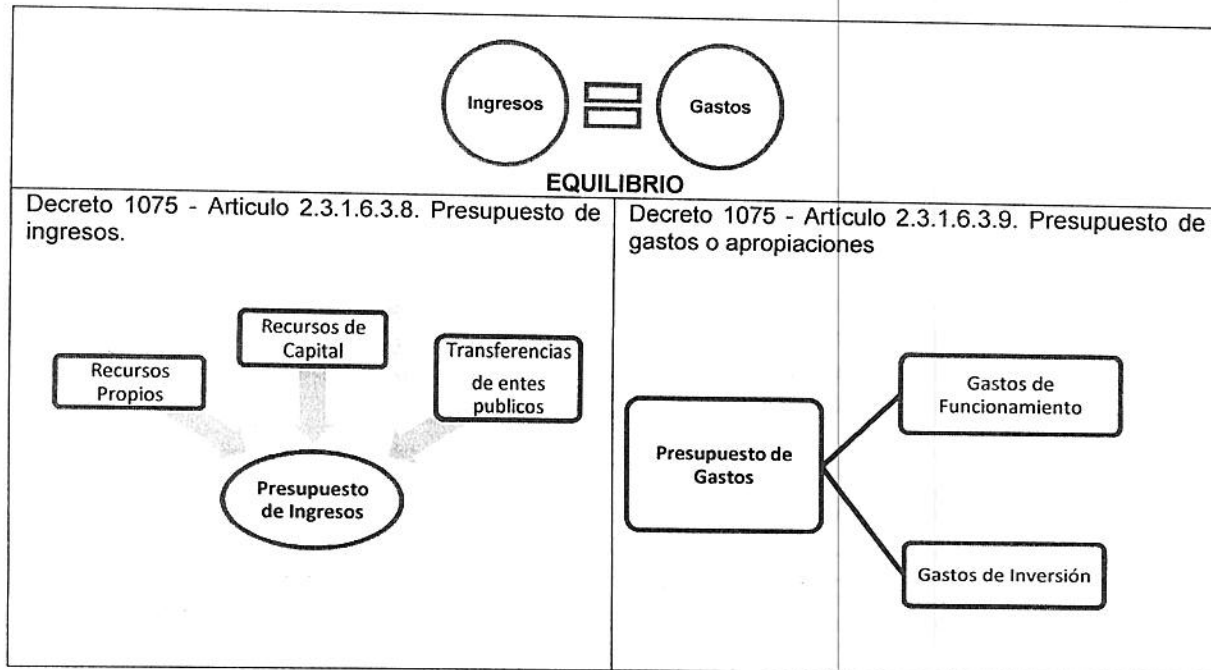 Ingresos
Gastos
EQUILIBRIO
Decreto 1075 - Articulo 2.3.1.6.3.8. Presupuesto de
ingresos.
Recursos
Propios
Recursos de
Capital
Transferencias
de entes
publicos
Presupuesto
de Ingresos
Decreto 1075 - Artículo 2.3.1.6.3.9. Presupuesto de
gastos o apropiaciones
Presupuesto de
Gastos
Gastos de
Funcionamiento
Gastos de Inversión